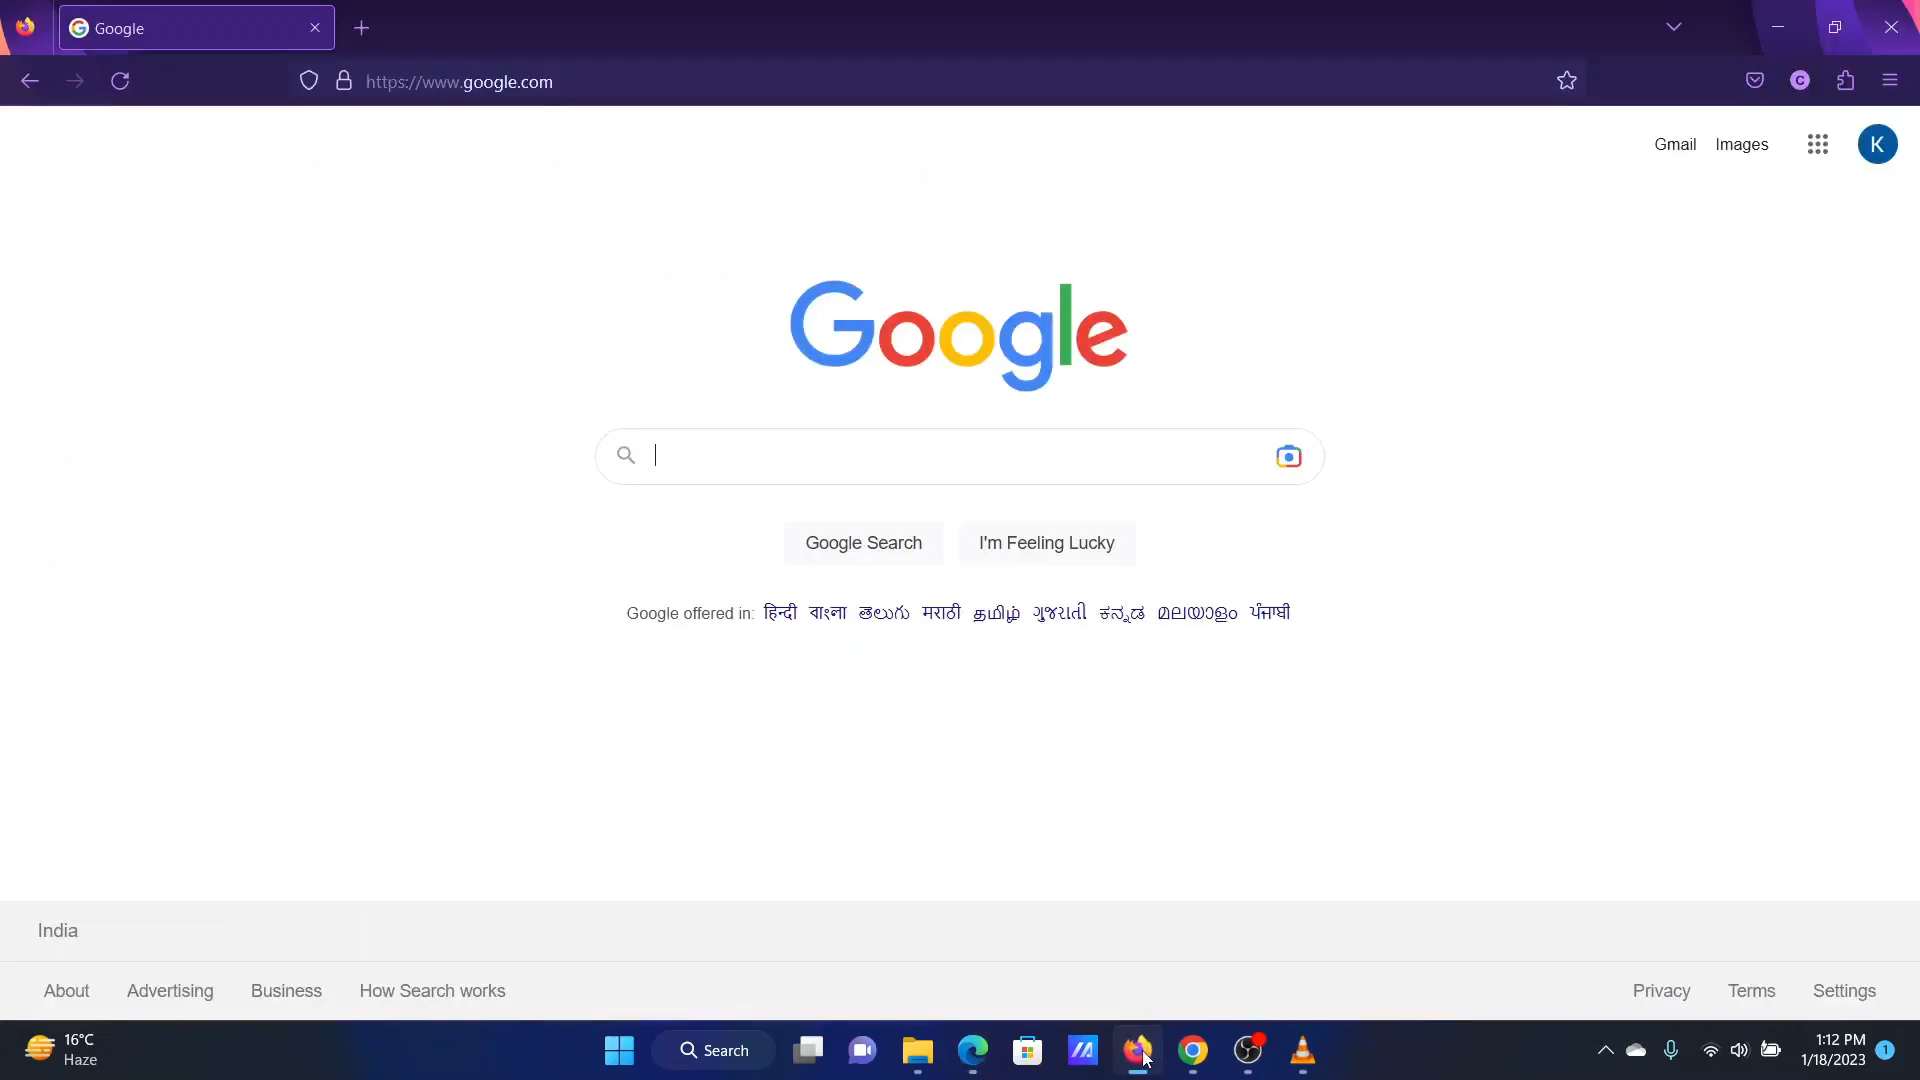 Google
https://www.google.com
C
Gmail Images
K
Google
Google Search I'm Feeling Lucky
Google offered in: हिन्दी বাংলা తెలుగు मराठी தமிழ் ગુજરાતી ಕನ್ನಡ മലയാളം ਪੰਜਾਬੀ
India
About Advertising Business How Search works Privacy Terms Settings
16°C
Haze
Search
1:12 PM
1/18/2023
1